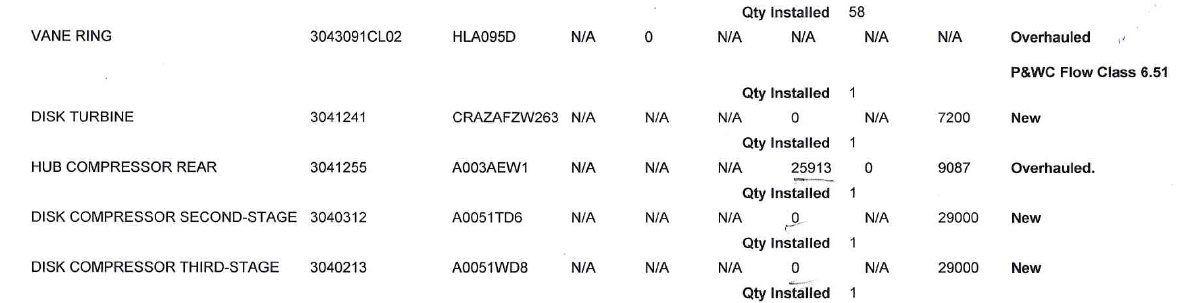 Qty Installed 58
VANE RING 3043091CL02 HLA095D N/A 0 N/A N/A N/A N/A Overhauled
P&WC Flow Class 6.51
Qty Installed 1
DISK TURBINE 3041241 CRAZAFZW263 N/A N/A N/A 0 N/A 7200 New
Qty Installed 1
HUB COMPRESSOR REAR 3041255 A003AEW1 N/A N/A N/A 25913 0 9087 Overhauled.
Qty Installed 1
DISK COMPRESSOR SECOND-STAGE 3040312 A0051TD6 N/A N/A N/A 0 N/A 29000 New
Qty Installed 1
DISK COMPRESSOR THIRD-STAGE 3040213 A0051WD8 N/A N/A N/A 0 N/A 29000 New
Qty Installed 1